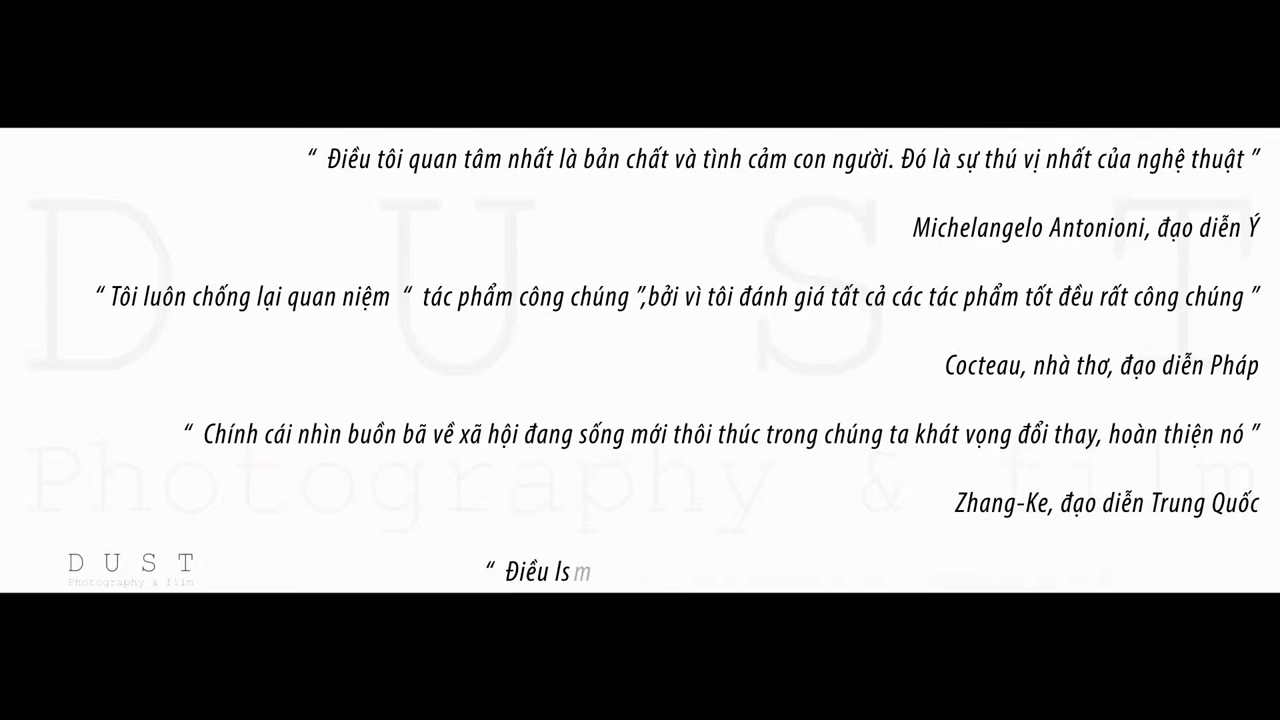 “ Điều tôi quan tâm nhất là bản chất và tình cảm con người. Đó là sự thú vị nhất của nghệ thuật ”
D U S T
Michelangelo Antonioni, đạo diễn Ý
“ Tôi luôn chống lại quan niệm “ tác phẩm công chúng ”,bởi vì tôi đánh giá tất cả các tác phẩm tốt đều rất công chúng ”
Cocteau, nhà thơ, đạo diễn Pháp
“ Chính cái nhìn buồn bã về xã hội đang sống mới thôi thúc trong chúng ta khát vọng đổi thay, hoàn thiện nó ”
Photography & film
Zhang-Ke, đạo diễn Trung Quốc
D U S T
Photography & film
“ Điều Ism